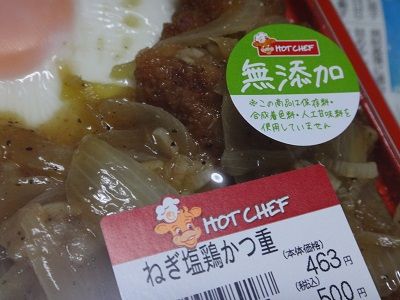 HOT CHEF
無添加
※この商品は保存料・
合成着色料・人工甘味料を
使用していません
HOT CHEF
ねぎ塩鶏かつ重
(本体価格)
463円
(税込)
500円